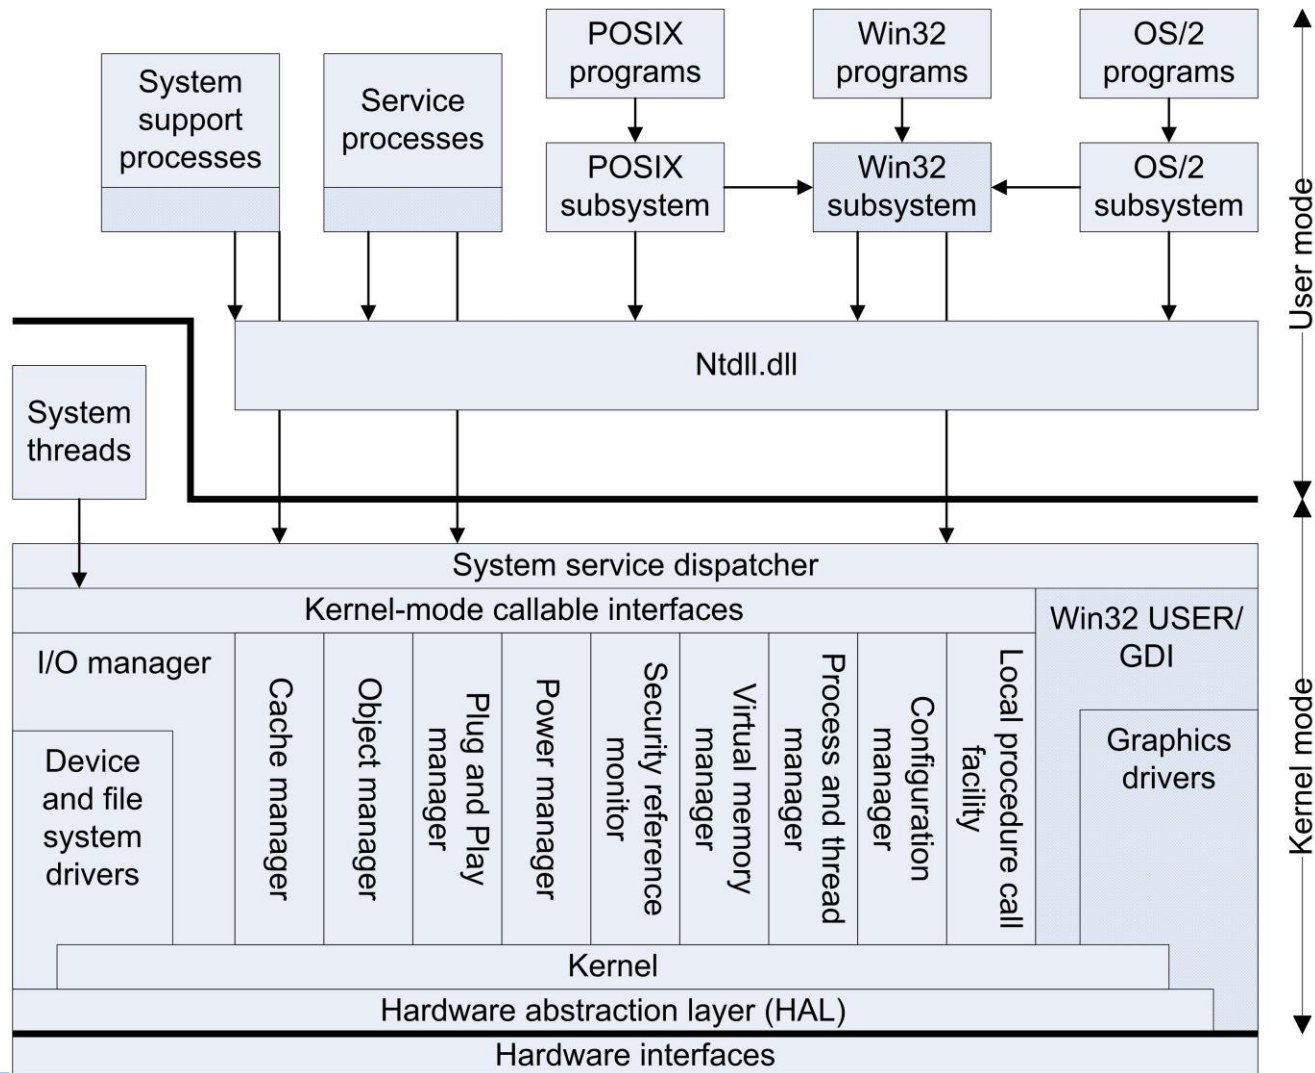 POSIX
programs
Win32
programs
OS/2
programs
System
support
processes
Service
processes
POSIX
subsystem
Win32
subsystem
OS/2
subsystem
User mode
Ntdll.dll
System
threads
System service dispatcher
Kernel-mode callable interfaces
Win32 USER/
GDI
I/O manager
Cache manager
Object manager
Plug and Play
manager
Power manager
Security reference
monitor
Virtual memory
manager
Process and thread
manager
Configuration
manager
Local procedure call
facility
Device
and file
system
drivers
Graphics
drivers
Kernel mode
Kernel
Hardware abstraction layer (HAL)
Hardware interfaces